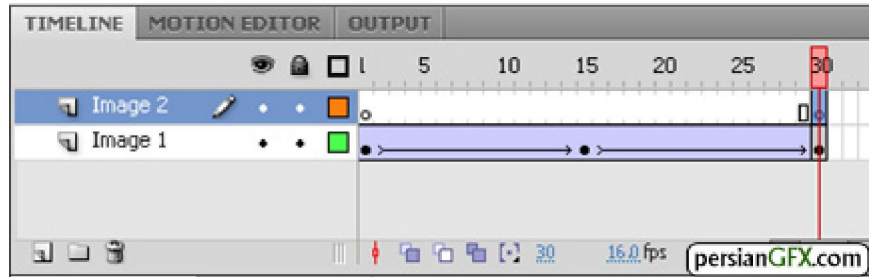 TIMELINE MOTION EDITOR OUTPUT
1 5 10 15 20 25 30
Image 2
Image 1
30 16.0 fps
persianGFX.com